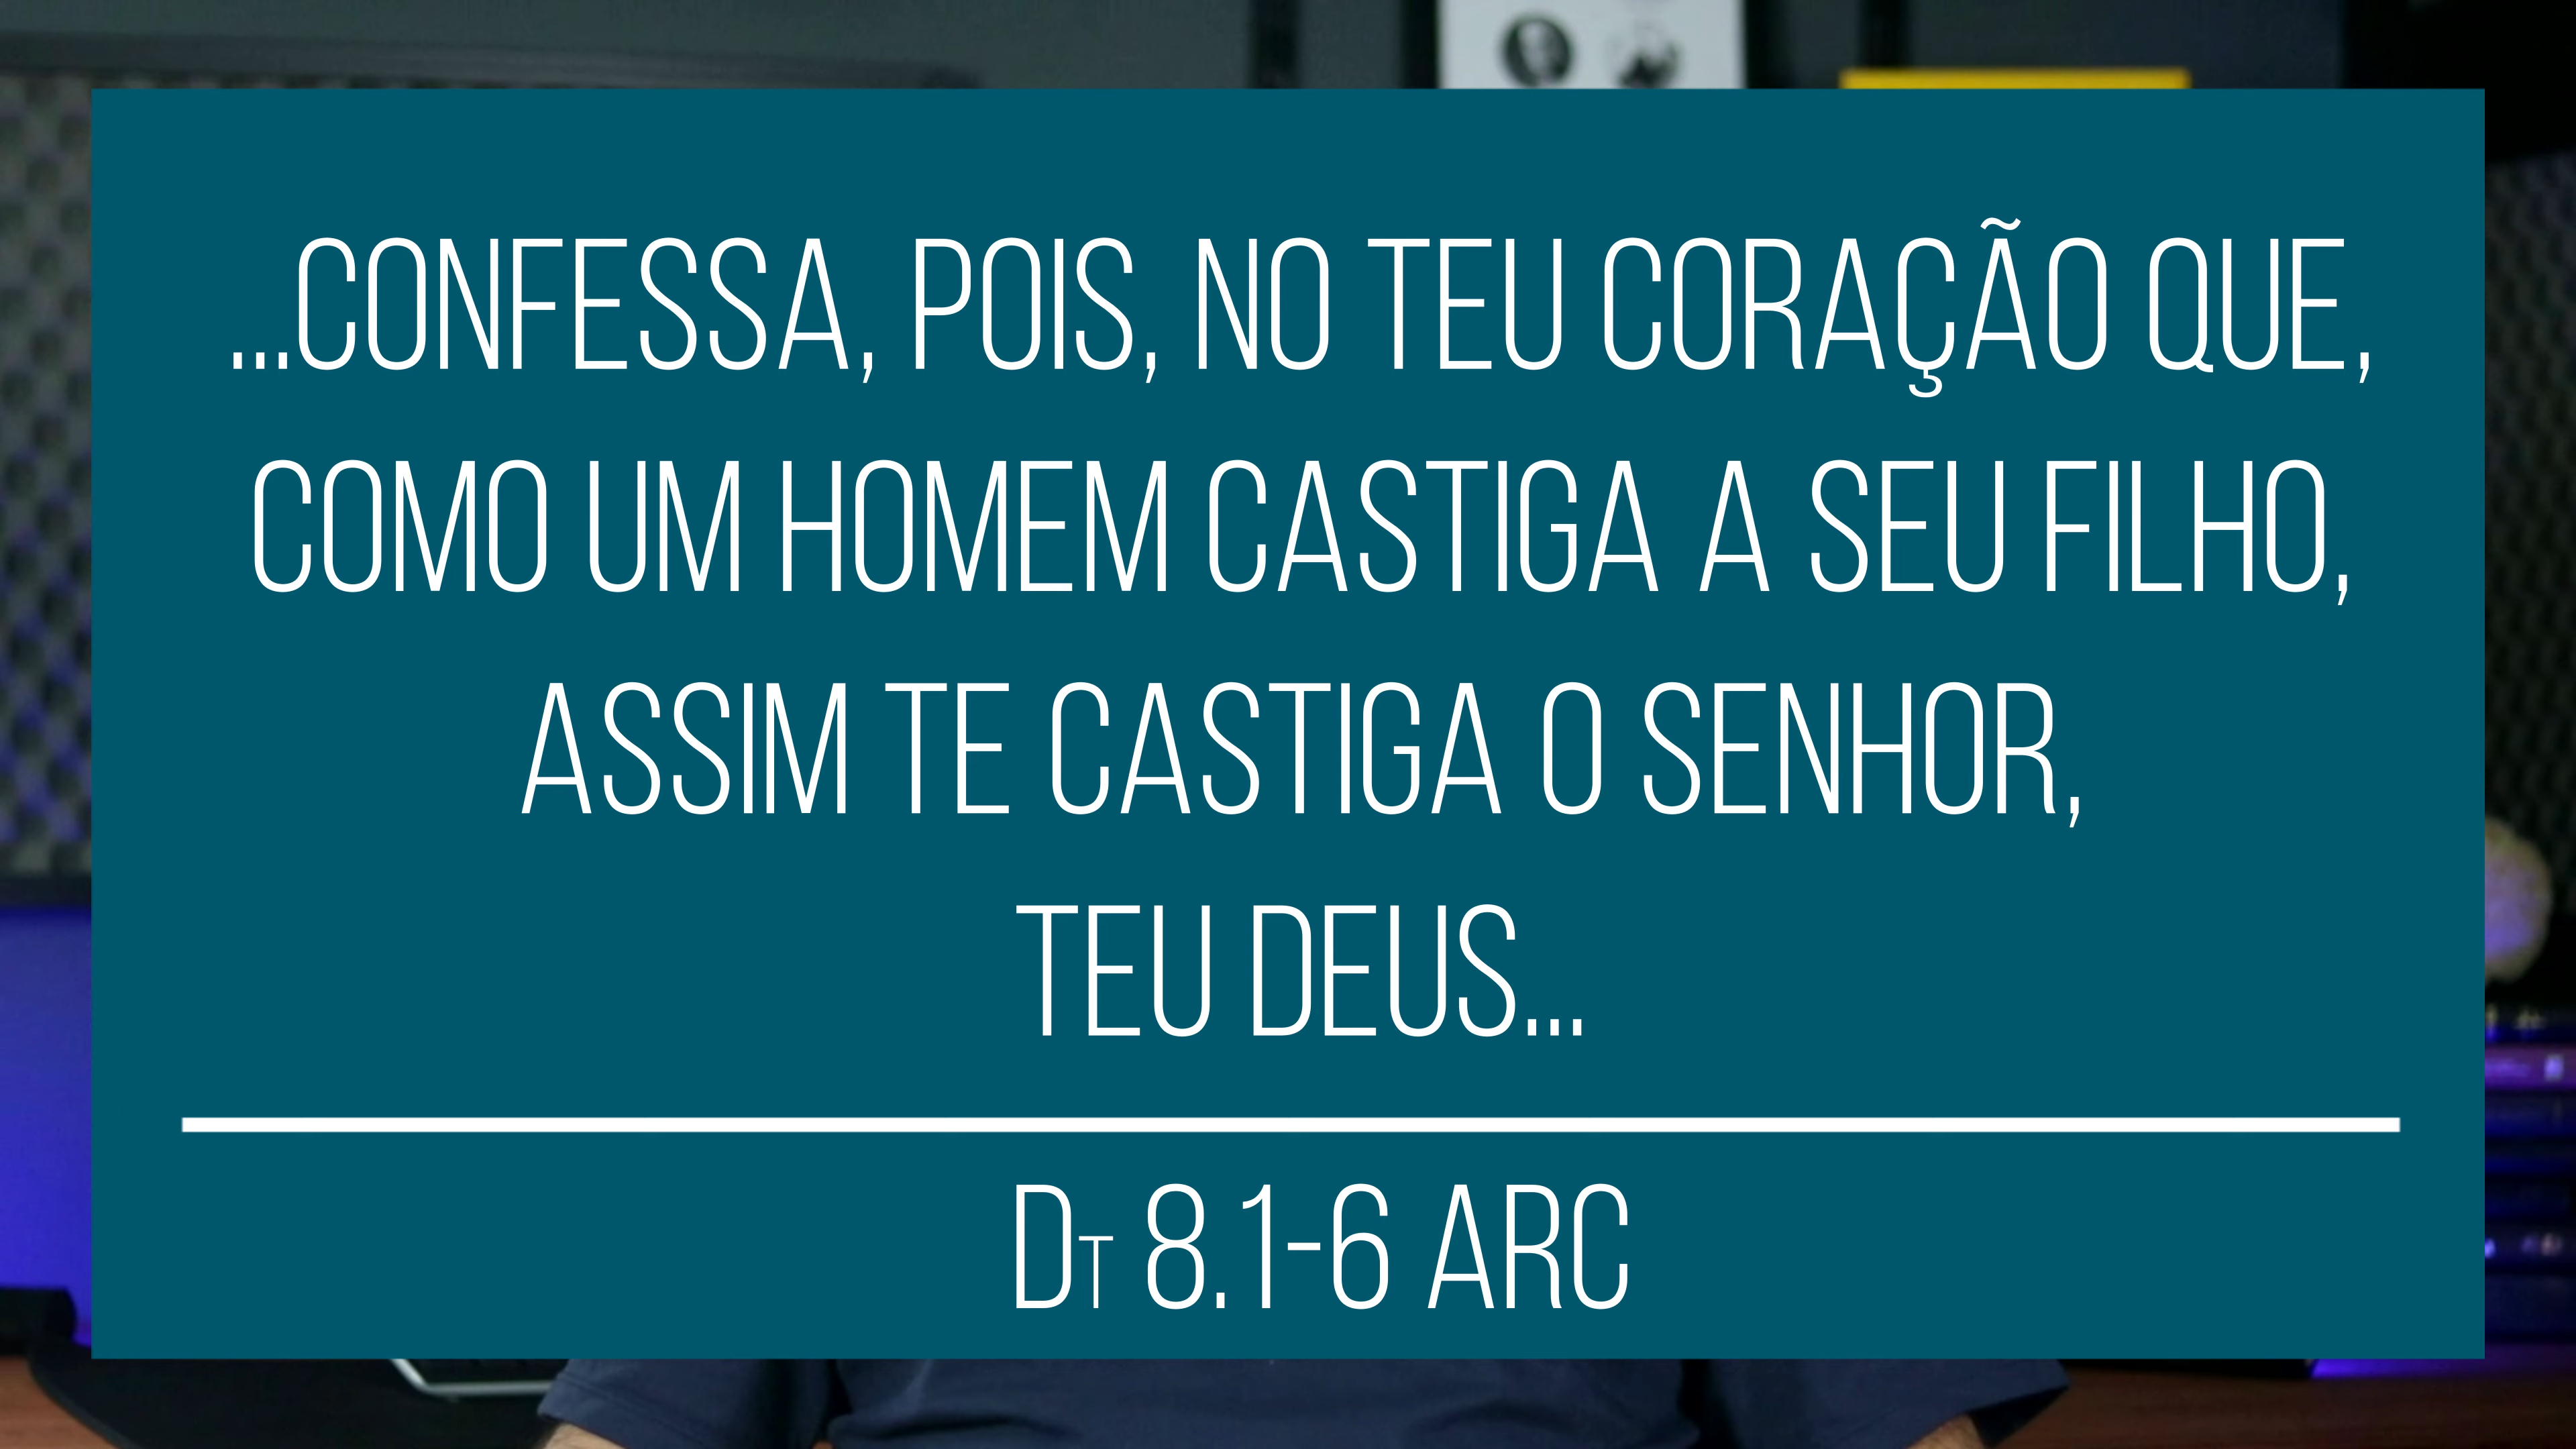 ...CONFESSA, POIS, NO TEU CORAÇÃO QUE,
COMO UM HOMEM CASTIGA A SEU FILHO,
ASSIM TE CASTIGA O SENHOR,
TEU DEUS...
DT 8.1-6 ARC